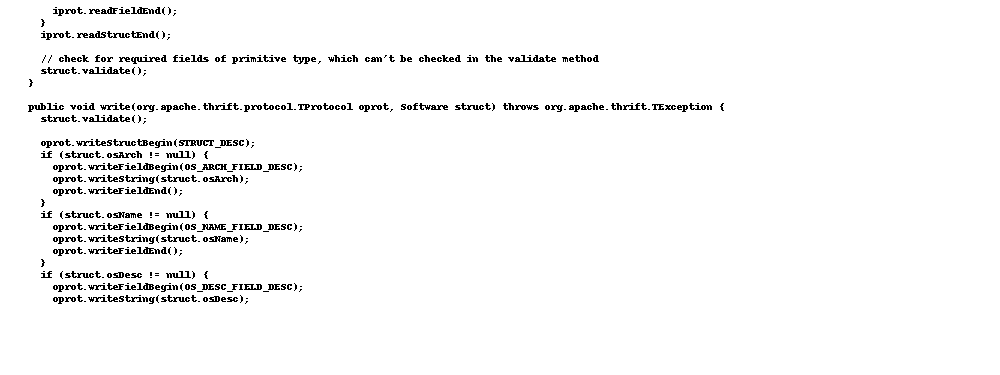 iprot.readFieldEnd();
}
iprot.readStructEnd();
// check for required fields of primitive type, which can't be checked in the validate method
struct.validate();
}
public void write(org.apache.thrift.protocol.TProtocol oprot, Software struct) throws org.apache.thrift.TException {
struct.validate();
oprot.writeStructBegin(STRUCT_DESC);
if (struct.osArch != null) {
oprot.writeFieldBegin(OS_ARCH_FIELD_DESC);
oprot.writeString(struct.osArch);
oprot.writeFieldEnd();
}
if (struct.osName != null) {
oprot.writeFieldBegin(OS_NAME_FIELD_DESC);
oprot.writeString(struct.osName);
oprot.writeFieldEnd();
}
if (struct.osDesc != null) {
oprot.writeFieldBegin(OS_DESC_FIELD_DESC);
oprot.writeString(struct.osDesc);